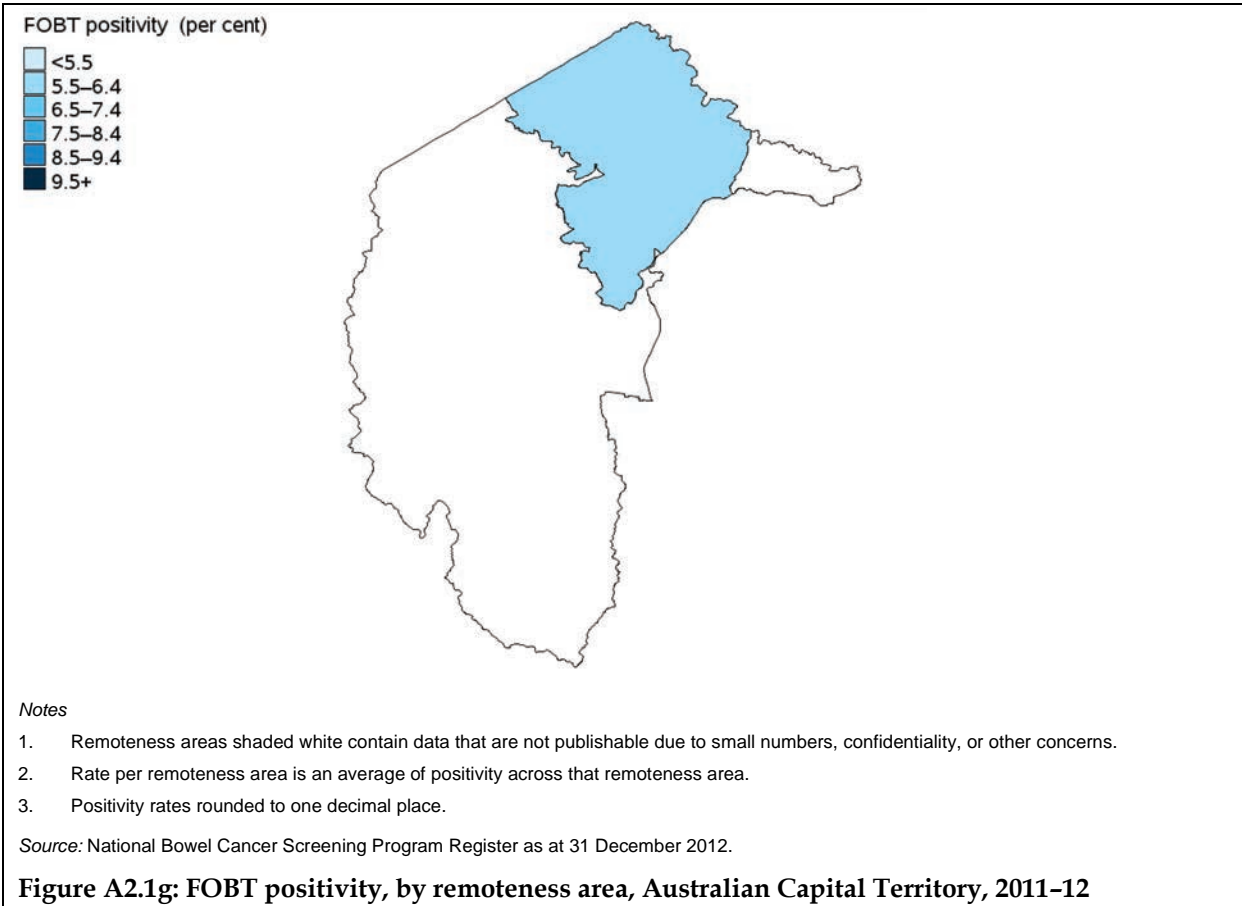 FOBT positivity (per cent)
<5.5
5.5–6.4
6.5–7.4
7.5–8.4
8.5–9.4
9.5+
Notes
1. Remoteness areas shaded white contain data that are not publishable due to small numbers, confidentiality, or other concerns.
2. Rate per remoteness area is an average of positivity across that remoteness area.
3. Positivity rates rounded to one decimal place.
Source: National Bowel Cancer Screening Program Register as at 31 December 2012.
Figure A2.1g: FOBT positivity, by remoteness area, Australian Capital Territory, 2011–12